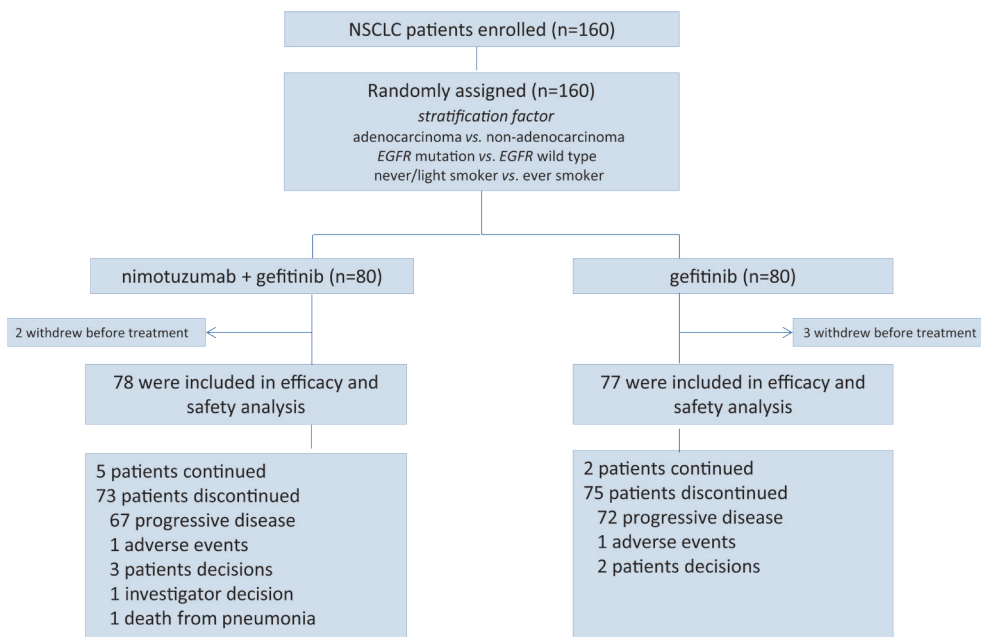 NSCLC patients enrolled (n=160)
Randomly assigned (n=160)
stratification factor
adenocarcinoma vs. non-adenocarcinoma
EGFR mutation vs. EGFR wild type
never/light smoker vs. ever smoker
nimotuzumab + gefitinib (n=80)
gefitinib (n=80)
2 withdrew before treatment
3 withdrew before treatment
78 were included in efficacy and
safety analysis
77 were included in efficacy and
safety analysis
5 patients continued
73 patients discontinued
67 progressive disease
1 adverse events
3 patients decisions
1 investigator decision
1 death from pneumonia
2 patients continued
75 patients discontinued
72 progressive disease
1 adverse events
2 patients decisions